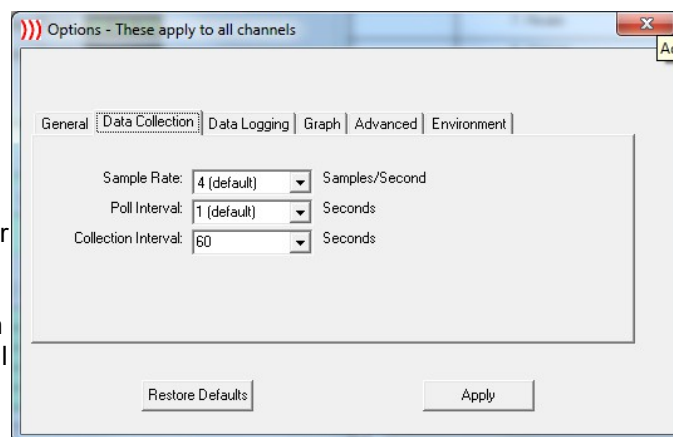 Options - These apply to all channels
General Data Collection Data Logging Graph Advanced Environment
Sample Rate: 4 (default) Samples/Second
Poll Interval: 1 (default) Seconds
Collection Interval: 60 Seconds
Restore Defaults Apply